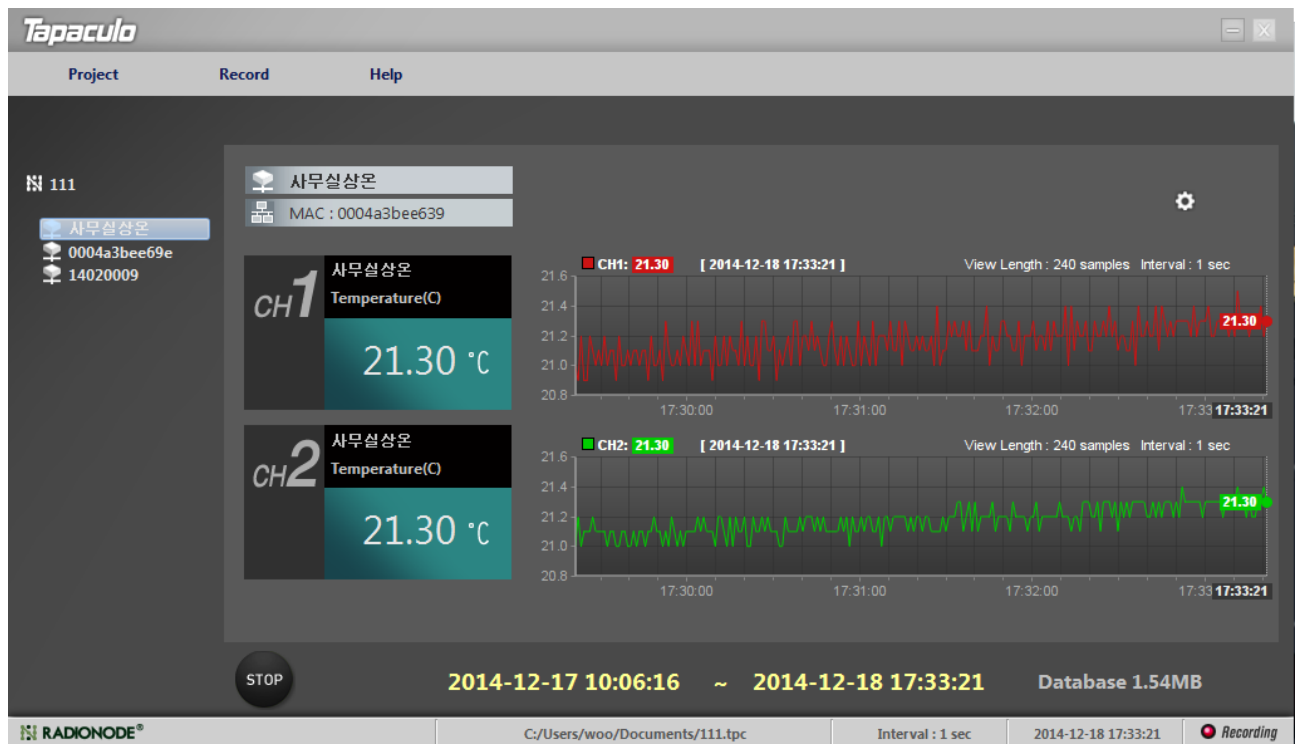 Tapaculo
Project Record Help
111
사무실상온
0004a3bee69e
14020009
사무실상온
MAC : 0004a3bee639
CH1
사무실상온
Temperature(C)
21.30 °C
CH1: 21.30 [ 2014-12-18 17:33:21 ] View Length : 240 samples Interval : 1 sec
21.6
21.4
21.2
21.0
20.8
21.30
17:30:00 17:31:00 17:32:00 17:33 17:33:21
CH2
사무실상온
Temperature(C)
21.30 °C
CH2: 21.30 [ 2014-12-18 17:33:21 ] View Length : 240 samples Interval : 1 sec
21.6
21.4
21.2
21.0
20.8
21.30
17:30:00 17:31:00 17:32:00 17:33 17:33:21
STOP
2014-12-17 10:06:16 ~ 2014-12-18 17:33:21 Database 1.54MB
RADIONODE® C:/Users/woo/Documents/111.tpc Interval : 1 sec 2014-12-18 17:33:21 Recording